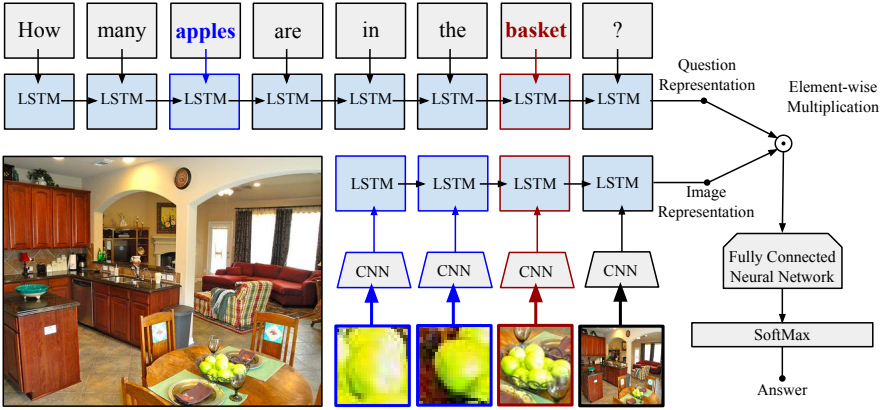 How many apples are in the basket ?
LSTM LSTM LSTM LSTM LSTM LSTM LSTM LSTM
Question
Representation
Element-wise
Multiplication
LSTM LSTM LSTM LSTM
Image
Representation
CNN CNN CNN CNN
Fully Connected
Neural Network
SoftMax
Answer